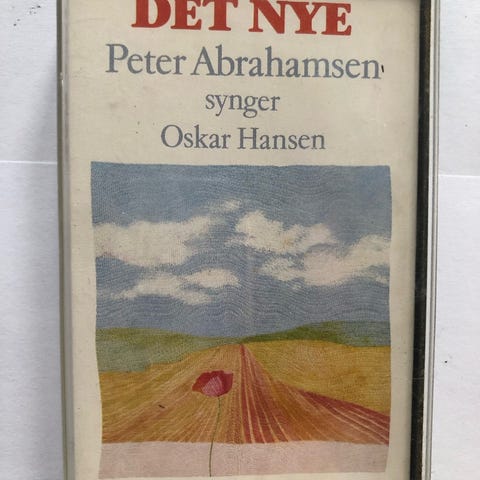 DET NYE
Peter Abrahamsen
synger
Oskar Hansen